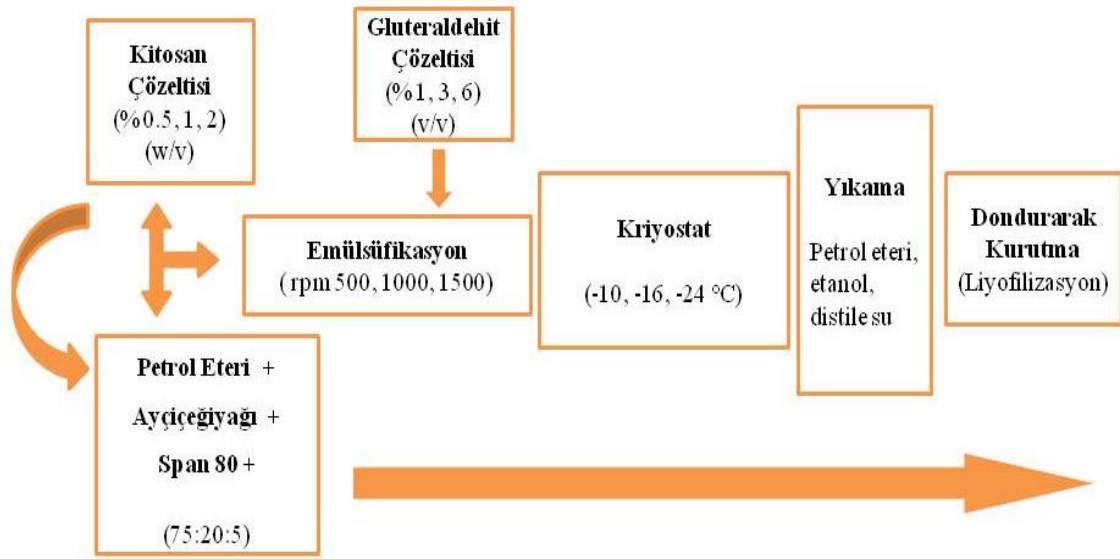 Kitosan
Çözeltisi
(%0.5, 1, 2)
(w/v)
Gluteraldehit
Çözeltisi
(%1, 3, 6)
(v/v)
Emülsüfikasyon
( rpm 500, 1000, 1500)
Kriyostat
(-10, -16, -24 °C)
Yıkama
Petrol eteri,
etanol,
distile su
Dondurarak
Kurutma
(Liyofilizasyon)
Petrol Eteri +
Ayçiçeğiyağı +
Span 80 +
(75:20:5)